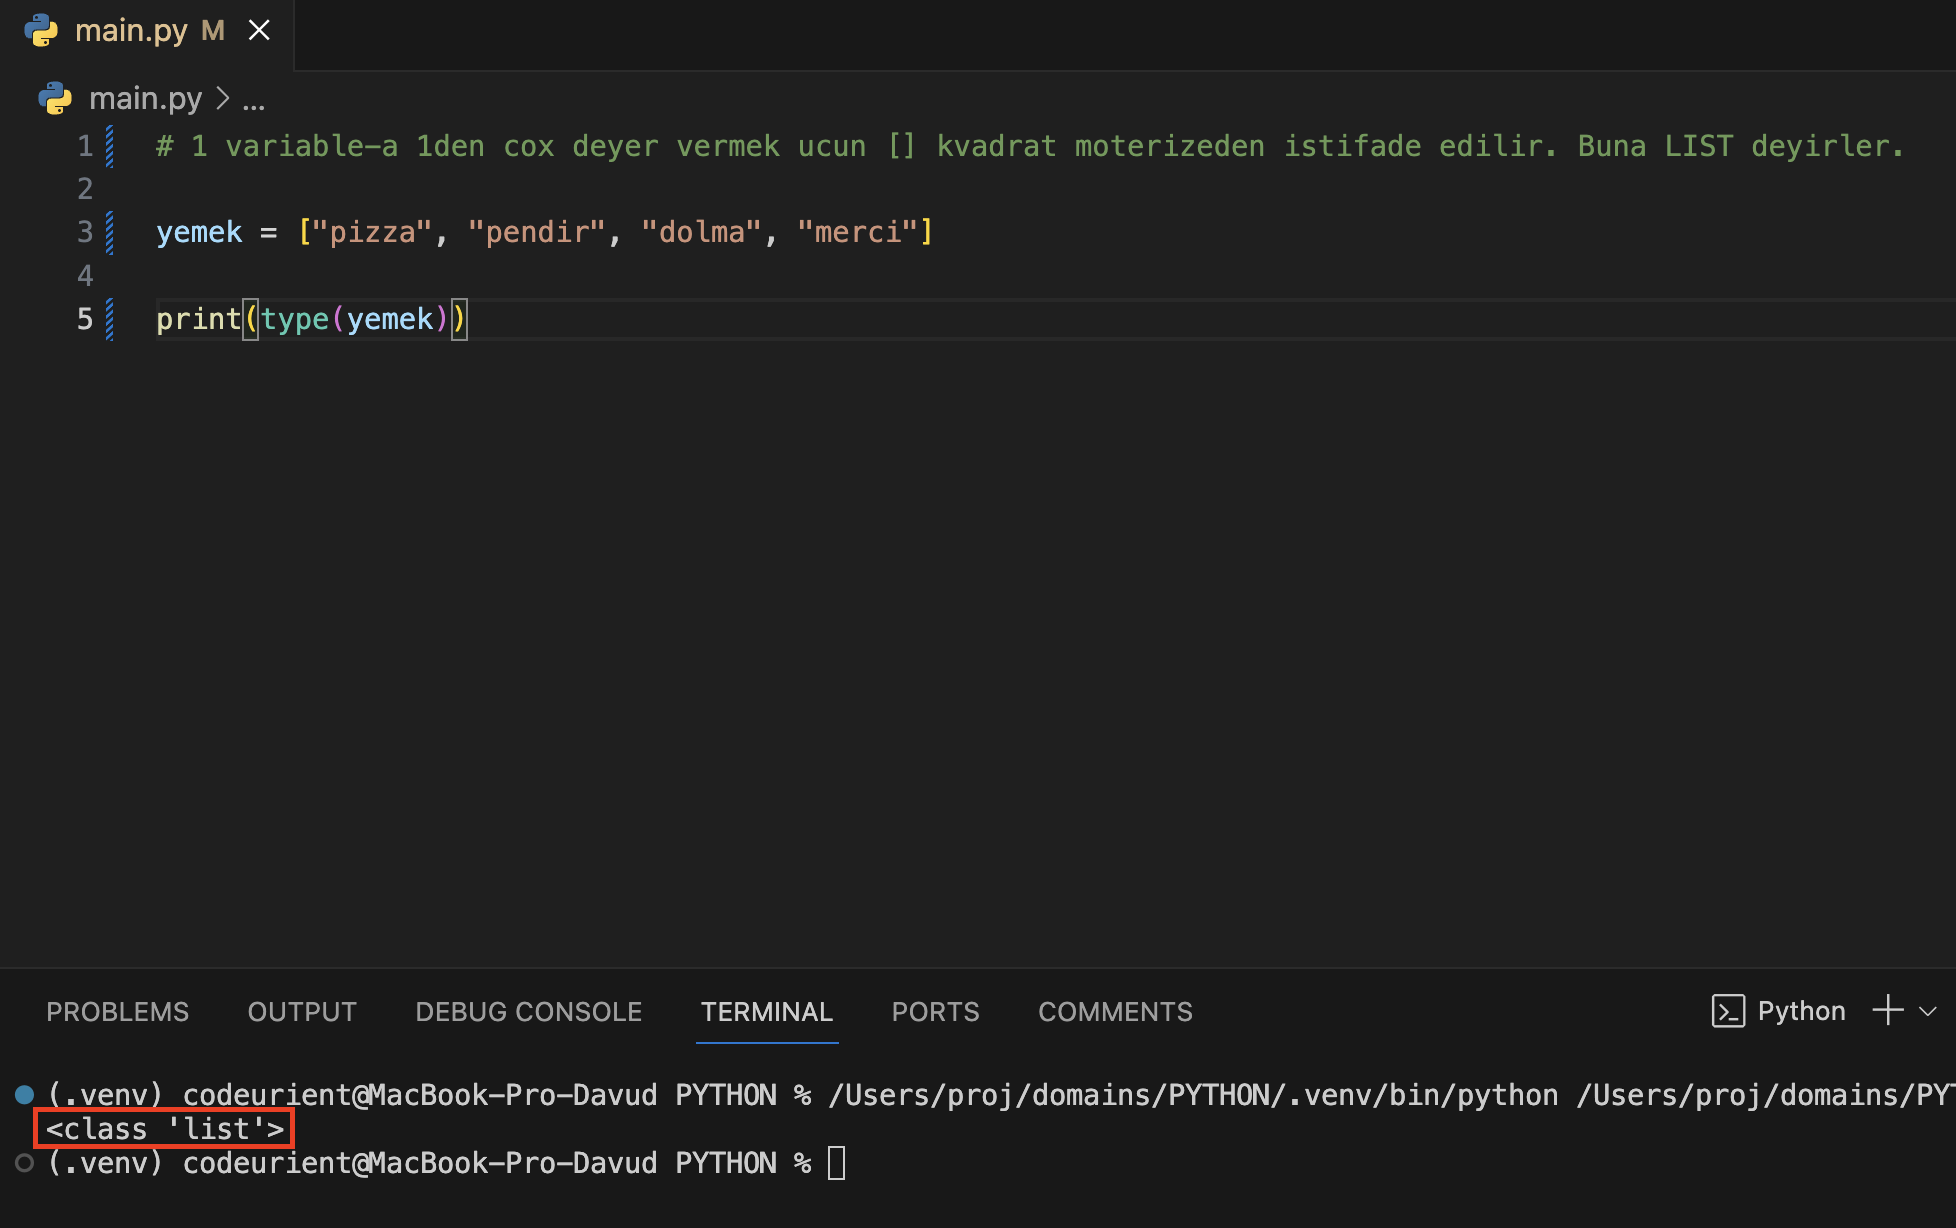 main.py M
main.py > ...
1 # 1 variable-a 1den cox deyer vermek ucun [] kvadrat moterizeden istifade edilir. Buna LIST deyirler.
2
3 yemek = ["pizza", "pendir", "dolma", "merci"]
4
5 print(type(yemek))
PROBLEMS OUTPUT DEBUG CONSOLE TERMINAL PORTS COMMENTS Python
(.venv) codeurient@MacBook-Pro-Davud PYTHON % /Users/proj/domains/PYTHON/.venv/bin/python /Users/proj/domains/PYT
<class 'list'>
(.venv) codeurient@MacBook-Pro-Davud PYTHON %